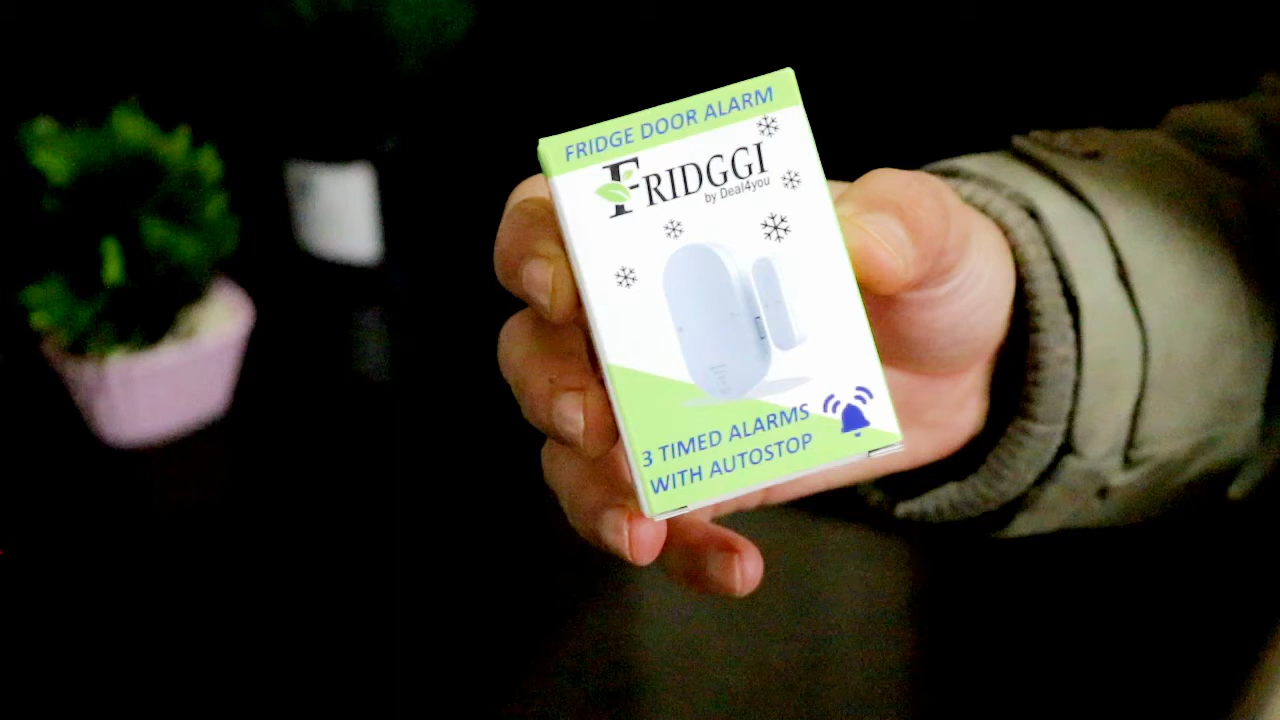 FRIDGE DOOR ALARM
FRIDGGI
by Deal4you
3 TIMED ALARMS
WITH AUTOSTOP